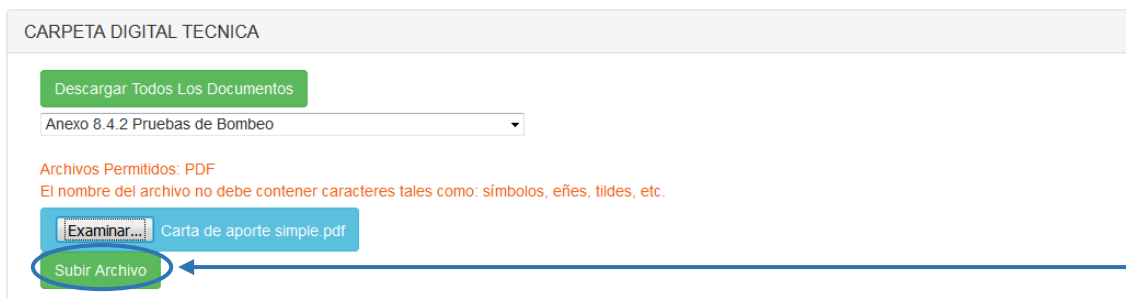 CARPETA DIGITAL TECNICA
Descargar Todos Los Documentos
Anexo 8.4.2 Pruebas de Bombeo
Archivos Permitidos: PDF
El nombre del archivo no debe contener caracteres tales como: símbolos, eñes, tildes, etc.
Examinar... Carta de aporte simple.pdf
Subir Archivo